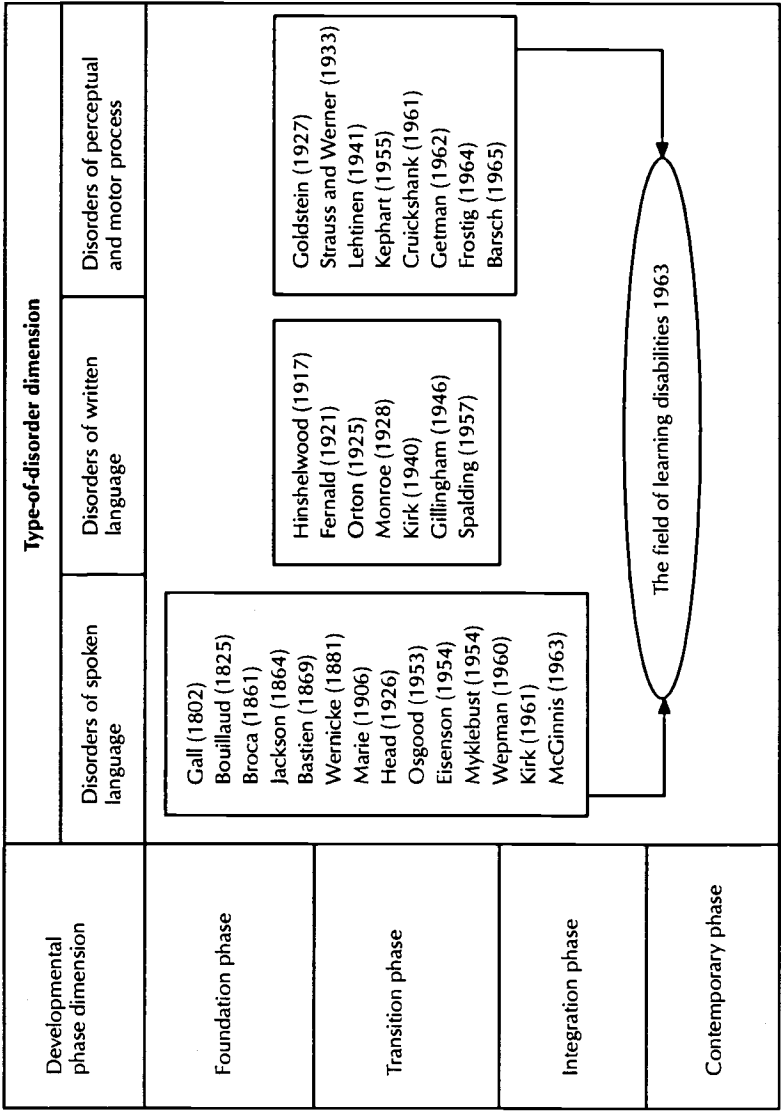 Developmental
phase dimension
Type-of-disorder dimension
Disorders of spoken
language
Disorders of written
language
Disorders of perceptual
and motor process
Foundation phase
Transition phase
Integration phase
Contemporary phase
Gall (1802)
Bouillaud (1825)
Broca (1861)
Jackson (1864)
Bastien (1869)
Wernicke (1881)
Marie (1906)
Head (1926)
Osgood (1953)
Eisenson (1954)
Myklebust (1954)
Wepman (1960)
Kirk (1961)
McGinnis (1963)
Hinshelwood (1917)
Fernald (1921)
Orton (1925)
Monroe (1928)
Kirk (1940)
Gillingham (1946)
Spalding (1957)
Goldstein (1927)
Strauss and Werner (1933)
Lehtinen (1941)
Kephart (1955)
Cruickshank (1961)
Getman (1962)
Frostig (1964)
Barsch (1965)
The field of learning disabilities 1963